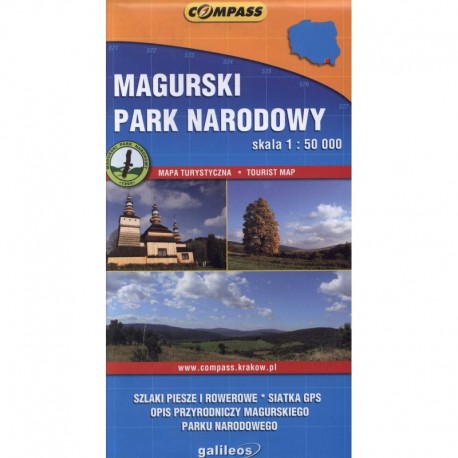 COMPASS
MAGURSKI
PARK NARODOWY
skala 1 : 50 000
MAPA TURYSTYCZNA • TOURIST MAP
www.compass.krakow.pl
SZLAKI PIESZE I ROWEROWE * SIATKA GPS
OPIS PRZYRODNICZY MAGURSKIEGO
PARKU NARODOWEGO
galileos